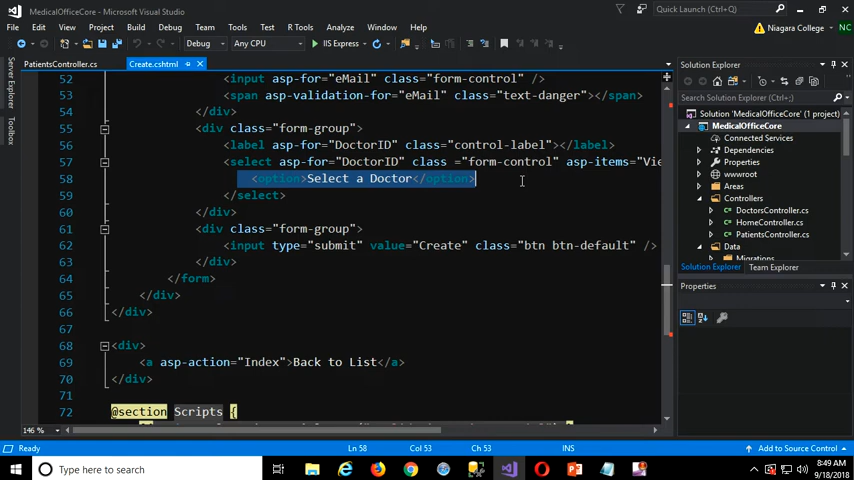 MedicalOfficeCore - Microsoft Visual Studio
Quick Launch (Ctrl+Q)
File Edit View Project Build Debug Team Tools Test R Tools Analyze Window Help
Niagara College
NC
Debug Any CPU IIS Express
Server Explorer
Toolbox
PatientsController.cs
Create.cshtml
52 <input asp-for="eMail" class="form-control" />
53 <span asp-validation-for="eMail" class="text-danger"></span>
54 </div>
55 <div class="form-group">
56 <label asp-for="DoctorID" class="control-label"></label>
57 <select asp-for="DoctorID" class ="form-control" asp-items="Vie
58 <option>Select a Doctor</option>
59 </select>
60 </div>
61 <div class="form-group">
62 <input type="submit" value="Create" class="btn btn-default" />
63 </div>
64 </form>
65 </div>
66 </div>
67
68 <div>
69 <a asp-action="Index">Back to List</a>
70 </div>
71
72 @section Scripts {
146 %
Solution Explorer
Search Solution Explorer (Ctrl+;)
Solution 'MedicalOfficeCore' (1 project)
MedicalOfficeCore
Connected Services
Dependencies
Properties
wwwroot
Areas
Controllers
DoctorsController.cs
HomeController.cs
PatientsController.cs
Data
Migrations
Solution Explorer Team Explorer
Properties
Ready Ln 58 Col 53 Ch 53 INS Add to Source Control
Type here to search
8:49 AM
9/18/2018